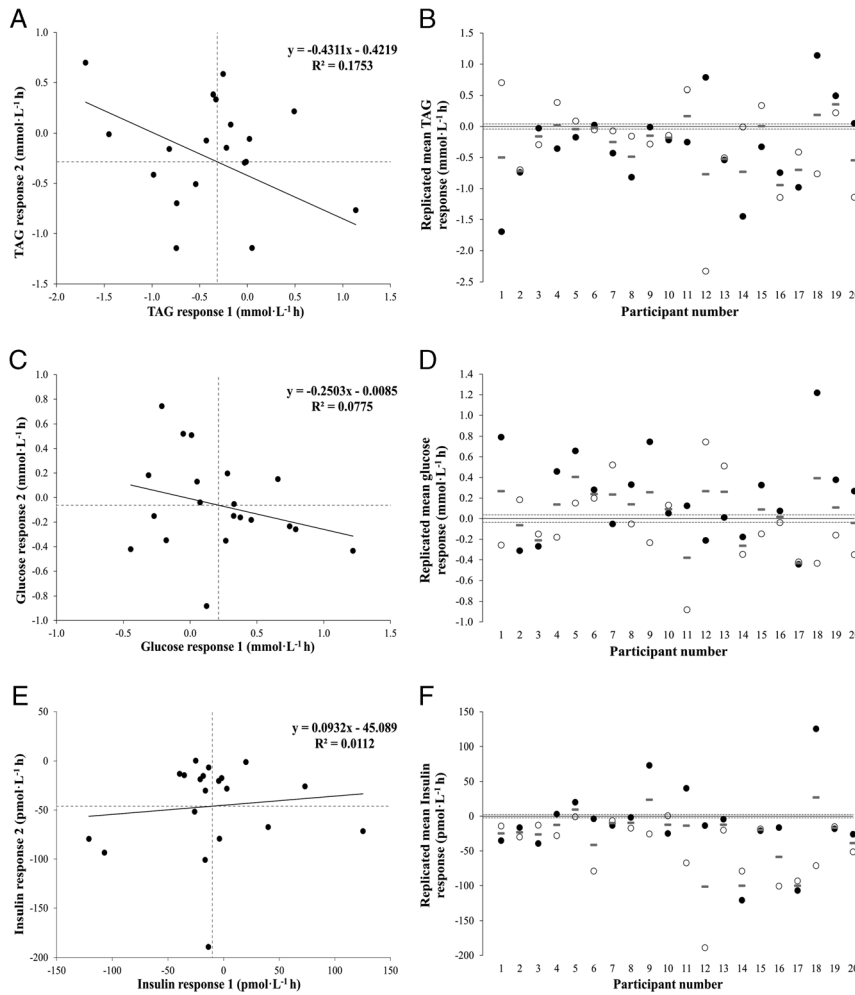 A
y = -0.4311x - 0.4219
R² = 0.1753
TAG response 2 (mmol·L⁻¹ h)
1.0
0.5
0.0
-0.5
-1.0
-1.5
-2.0 -1.5 -1.0 -0.5 0.0 0.5 1.0 1.5
TAG response 1 (mmol·L⁻¹ h)
B
Replicated mean TAG
response (mmol·L⁻¹ h)
1.5
1.0
0.5
0.0
-0.5
-1.0
-1.5
-2.0
-2.5
1 2 3 4 5 6 7 8 9 10 11 12 13 14 15 16 17 18 19 20
Participant number
C
y = -0.2503x - 0.0085
R² = 0.0775
Glucose response 2 (mmol·L⁻¹ h)
1.0
0.8
0.6
0.4
0.2
0.0
-0.2
-0.4
-0.6
-0.8
-1.0
-1.0 -0.5 0.0 0.5 1.0 1.5
Glucose response 1 (mmol·L⁻¹ h)
D
Replicated mean glucose
response (mmol·L⁻¹ h)
1.4
1.2
1.0
0.8
0.6
0.4
0.2
0.0
-0.2
-0.4
-0.6
-0.8
-1.0
1 2 3 4 5 6 7 8 9 10 11 12 13 14 15 16 17 18 19 20
Participant number
E
y = 0.0932x - 45.089
R² = 0.0112
Insulin response 2 (pmol·L⁻¹ h)
50
0
-50
-100
-150
-200
-150 -100 -50 0 50 100 150
Insulin response 1 (pmol·L⁻¹ h)
F
Replicated mean Insulin
response (pmol·L⁻¹ h)
150
100
50
0
-50
-100
-150
-200
1 2 3 4 5 6 7 8 9 10 11 12 13 14 15 16 17 18 19 20
Participant number